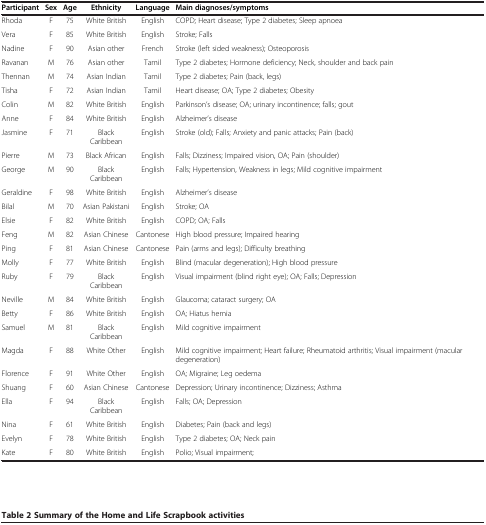 Participant Sex Age Ethnicity Language Main diagnoses/symptoms
Rhoda F 75 White British English COPD; Heart disease; Type 2 diabetes; Sleep apnoea
Vera F 85 White British English Stroke; Falls
Nadine F 90 Asian other French Stroke (left sided weakness); Osteoporosis
Ravanan M 76 Asian other Tamil Type 2 diabetes; Hormone deficiency; Neck, shoulder and back pain
Thennan M 74 Asian Indian Tamil Type 2 diabetes; Pain (back, legs)
Tisha F 72 Asian Indian Tamil Heart disease; OA; Type 2 diabetes; Obesity
Colin M 82 White British English Parkinson's disease; OA; urinary incontinence; falls; gout
Anne F 84 White British English Alzheimer's disease
Jasmine F 71 Black Caribbean English Stroke (old); Falls; Anxiety and panic attacks; Pain (back)
Pierre M 73 Black African English Falls; Dizziness; Impaired vision, OA; Pain (shoulder)
George M 90 Black Caribbean English Falls; Hypertension, Weakness in legs; Mild cognitive impairment
Geraldine F 98 White British English Alzheimer's disease
Bilal M 70 Asian Pakistani English Stroke; OA
Elsie F 82 White British English COPD; OA; Falls
Feng M 82 Asian Chinese Cantonese High blood pressure; Impaired hearing
Ping F 81 Asian Chinese Cantonese Pain (arms and legs); Difficulty breathing
Molly F 77 White British English Blind (macular degeneration); High blood pressure
Ruby F 79 Black Caribbean English Visual impairment (blind right eye); OA; Falls; Depression
Neville M 84 White British English Glaucoma; cataract surgery; OA
Betty F 86 White British English OA; Hiatus hernia
Samuel M 81 Black Caribbean English Mild cognitive impairment
Magda F 88 White Other English Mild cognitive impairment; Heart failure; Rheumatoid arthritis; Visual impairment (macular
degeneration)
Florence F 91 White Other English OA; Migraine; Leg oedema
Shuang F 60 Asian Chinese Cantonese Depression; Urinary incontinence; Dizziness; Asthma
Ella F 94 Black Caribbean English Falls; OA; Depression
Nina F 61 White British English Diabetes; Pain (back and legs)
Evelyn F 78 White British English Type 2 diabetes; OA; Neck pain
Kate F 80 White British English Polio; Visual impairment;
Table 2 Summary of the Home and Life Scrapbook activities